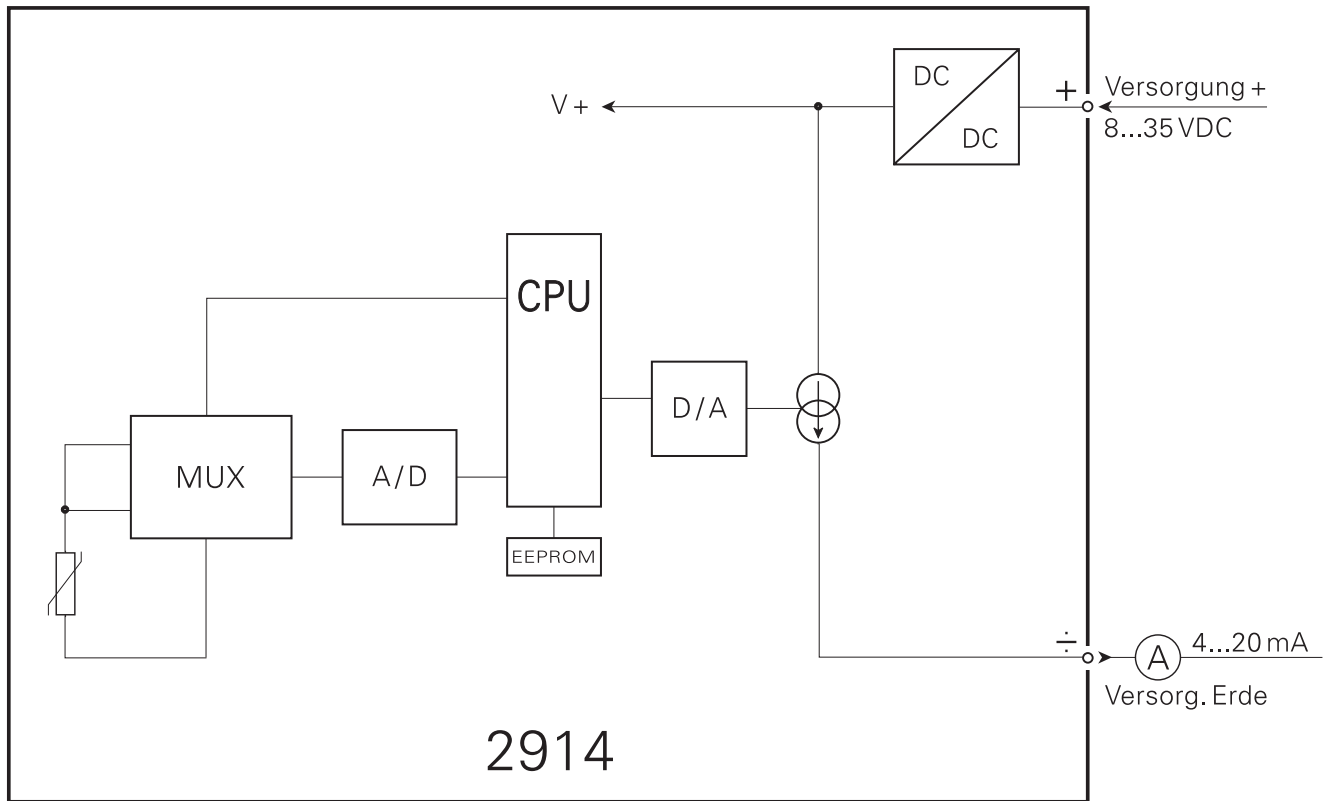 DC
DC
V +
+
Versorgung +
8...35 VDC
CPU
D/A
MUX
A/D
EEPROM
÷
A
4...20 mA
Versorg. Erde
2914